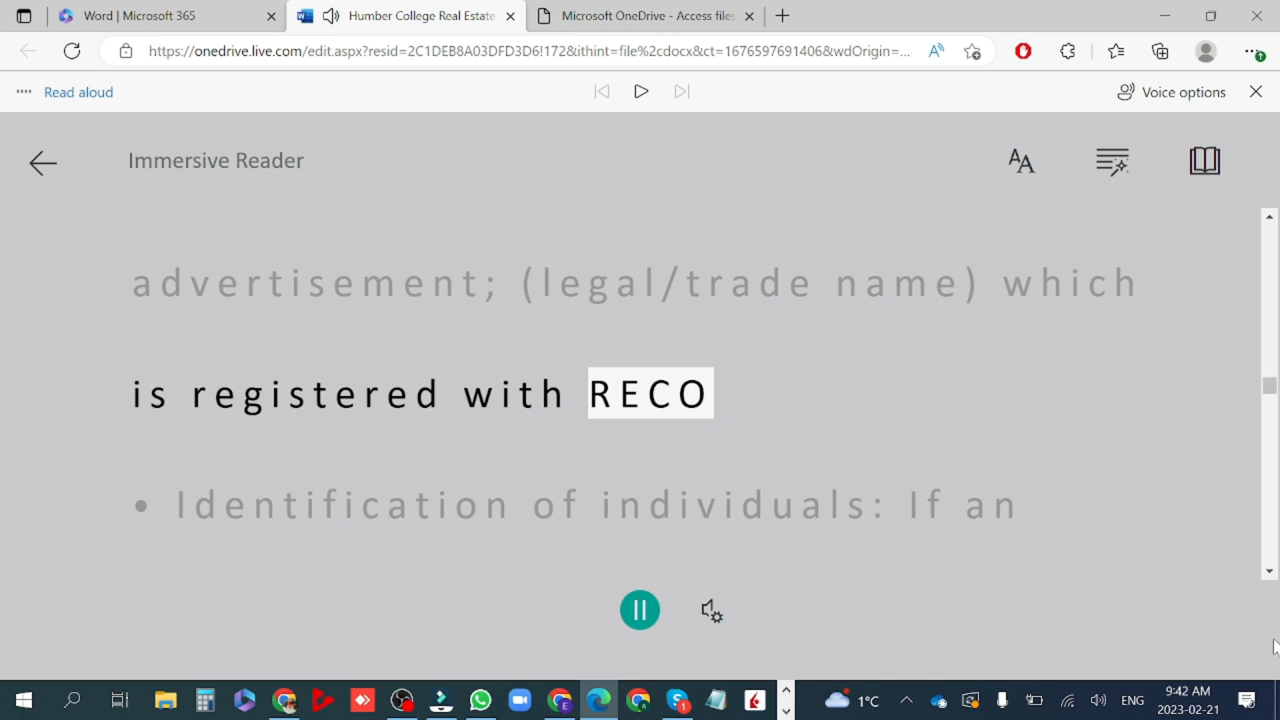 Word | Microsoft 365
Humber College Real Estate
Microsoft OneDrive - Access files
https://onedrive.live.com/edit.aspx?resid=2C1DEB8A03DFD3D6!172&ithint=file%2cdocx&ct=1676597691406&wdOrigin=...
Read aloud
Voice options
Immersive Reader
advertisement; (legal/trade name) which
is registered with RECO
• Identification of individuals: If an
1°C
ENG
9:42 AM
2023-02-21